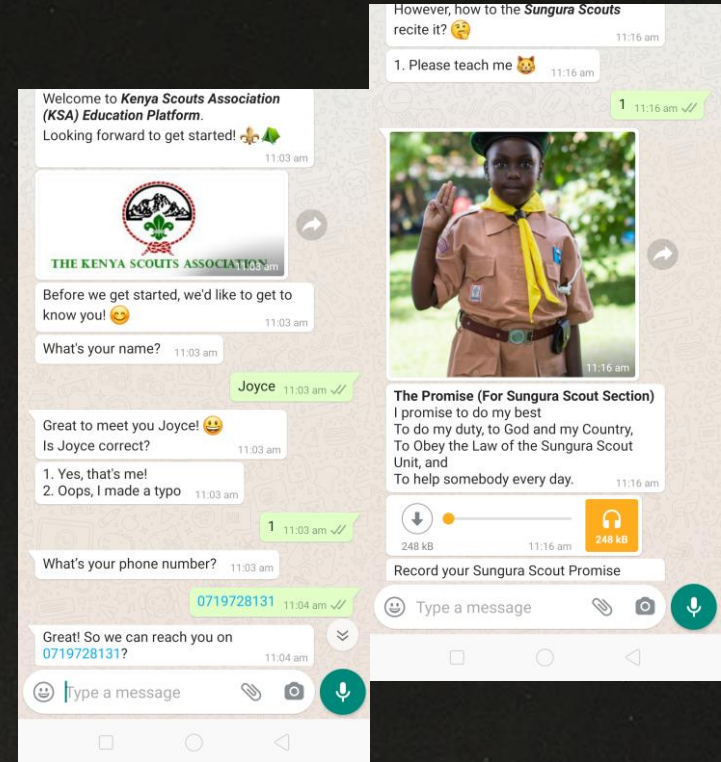 Welcome to Kenya Scouts Association
(KSA) Education Platform.
Looking forward to get started!
11:03 am
THE KENYA SCOUTS ASSOCIATION
11:03 am
Before we get started, we'd like to get to
know you! 😊
11:03 am
What's your name? 11:03 am
Joyce 11:03 am
Great to meet you Joyce! 😀
Is Joyce correct?
11:03 am
1. Yes, that's me!
2. Oops, I made a typo 11:03 am
1 11:03 am
What's your phone number? 11:03 am
0719728131 11:04 am
Great! So we can reach you on
0719728131?
11:04 am
Type a message
However, how to the Sungura Scouts
recite it? 🤔
11:16 am
1. Please teach me 😺 11:16 am
1 11:16 am
11:16 am
The Promise (For Sungura Scout Section)
I promise to do my best
To do my duty, to God and my Country,
To Obey the Law of the Sungura Scout
Unit, and
To help somebody every day.
11:16 am
248 kB
11:16 am
248 kB
Record your Sungura Scout Promise
Type a message